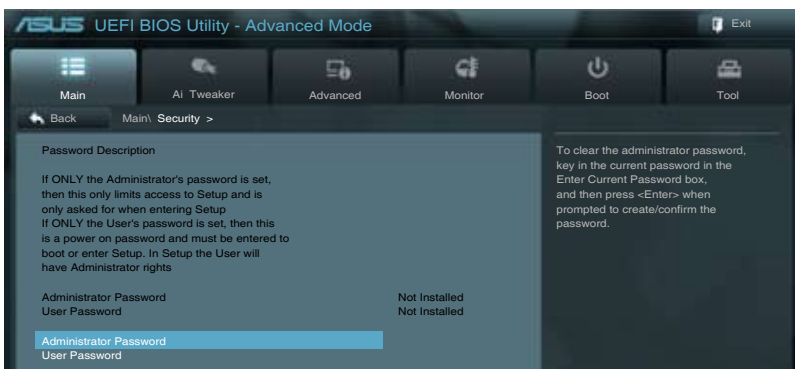 ASUS UEFI BIOS Utility - Advanced Mode
Exit
Main
Ai Tweaker
Advanced
Monitor
Boot
Tool
Back
Main\ Security >
Password Description
If ONLY the Administrator's password is set,
then this only limits access to Setup and is
only asked for when entering Setup
If ONLY the User's password is set, then this
is a power on password and must be entered to
boot or enter Setup. In Setup the User will
have Administrator rights
Administrator Password Not Installed
User Password Not Installed
Administrator Password
User Password
To clear the administrator password,
key in the current password in the
Enter Current Password box,
and then press <Enter> when
prompted to create/confirm the
password.